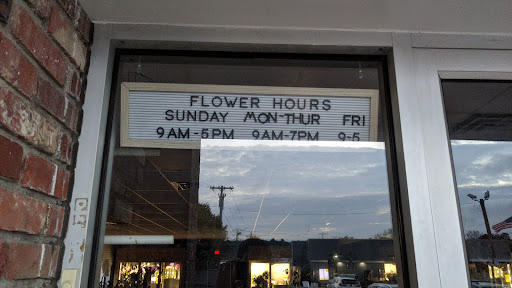 FLOWER HOURS
SUNDAY MON-THUR FRI
9AM-5PM 9AM-7PM 9-5